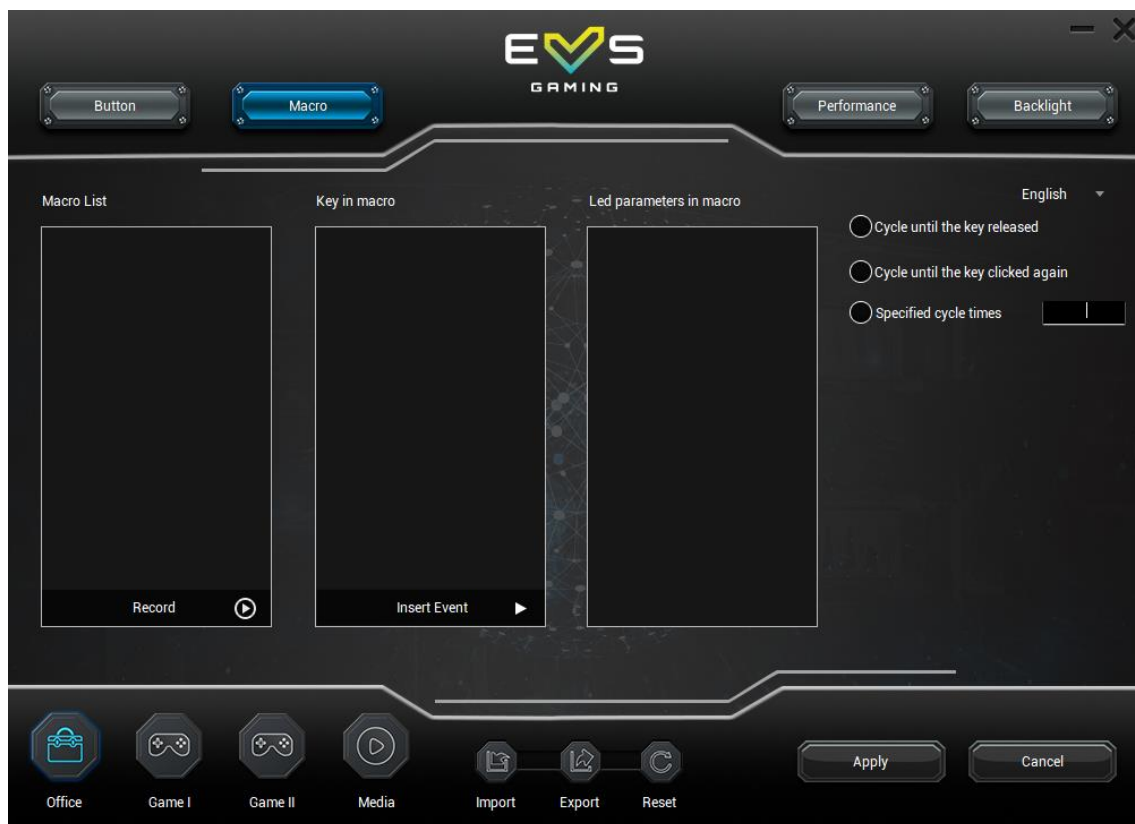 EVS
GAMING
Button
Macro
Performance
Backlight
Macro List
Key in macro
Led parameters in macro
English
Cycle until the key released
Cycle until the key clicked again
Specified cycle times
Record
Insert Event
Office
Game I
Game II
Media
Import
Export
Reset
Apply
Cancel